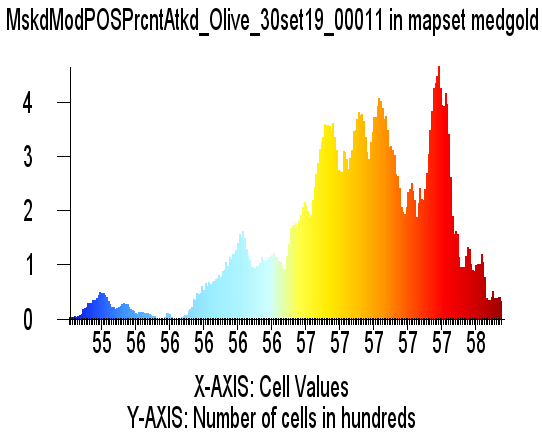 MskdModPOSPrcntAtkd_Olive_30set19_00011 in mapset medgold
4
3
2
1
0
55 56 56 56 56 56 57 57 57 57 57 58
X-AXIS: Cell Values
Y-AXIS: Number of cells in hundreds